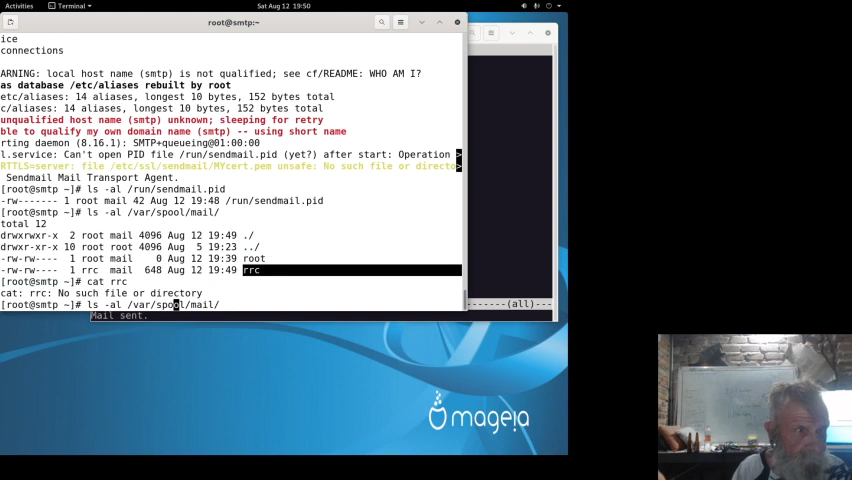 Activities
Terminal
Sat Aug 12 19:50
root@smtp:~
ice
connections
ARNING: local host name (smtp) is not qualified; see cf/README: WHO AM I?
as database /etc/aliases rebuilt by root
etc/aliases: 14 aliases, longest 10 bytes, 152 bytes total
c/aliases: 14 aliases, longest 10 bytes, 152 bytes total
unqualified host name (smtp) unknown; sleeping for retry
ble to qualify my own domain name (smtp) -- using short name
rting daemon (8.16.1): SMTP+queueing@01:00:00
l.service: Can't open PID file /run/sendmail.pid (yet?) after start: Operation >
RTTLS=server: file /etc/ssl/sendmail/MYcert.pem unsafe: No such file or directo>
Sendmail Mail Transport Agent.
[root@smtp ~]# ls -al /run/sendmail.pid
-rw------- 1 root mail 42 Aug 12 19:48 /run/sendmail.pid
[root@smtp ~]# ls -al /var/spool/mail/
total 12
drwxrwxr-x  2 root mail 4096 Aug 12 19:49 ./
drwxr-xr-x 10 root root 4096 Aug  5 19:23 ../
-rw-rw----  1 root mail    0 Aug 12 19:39 root
-rw-rw----  1 rrc  mail  648 Aug 12 19:49 rrc
[root@smtp ~]# cat rrc
cat: rrc: No such file or directory
[root@smtp ~]# ls -al /var/spool/mail/
------(all)---
Mail sent.
mageia